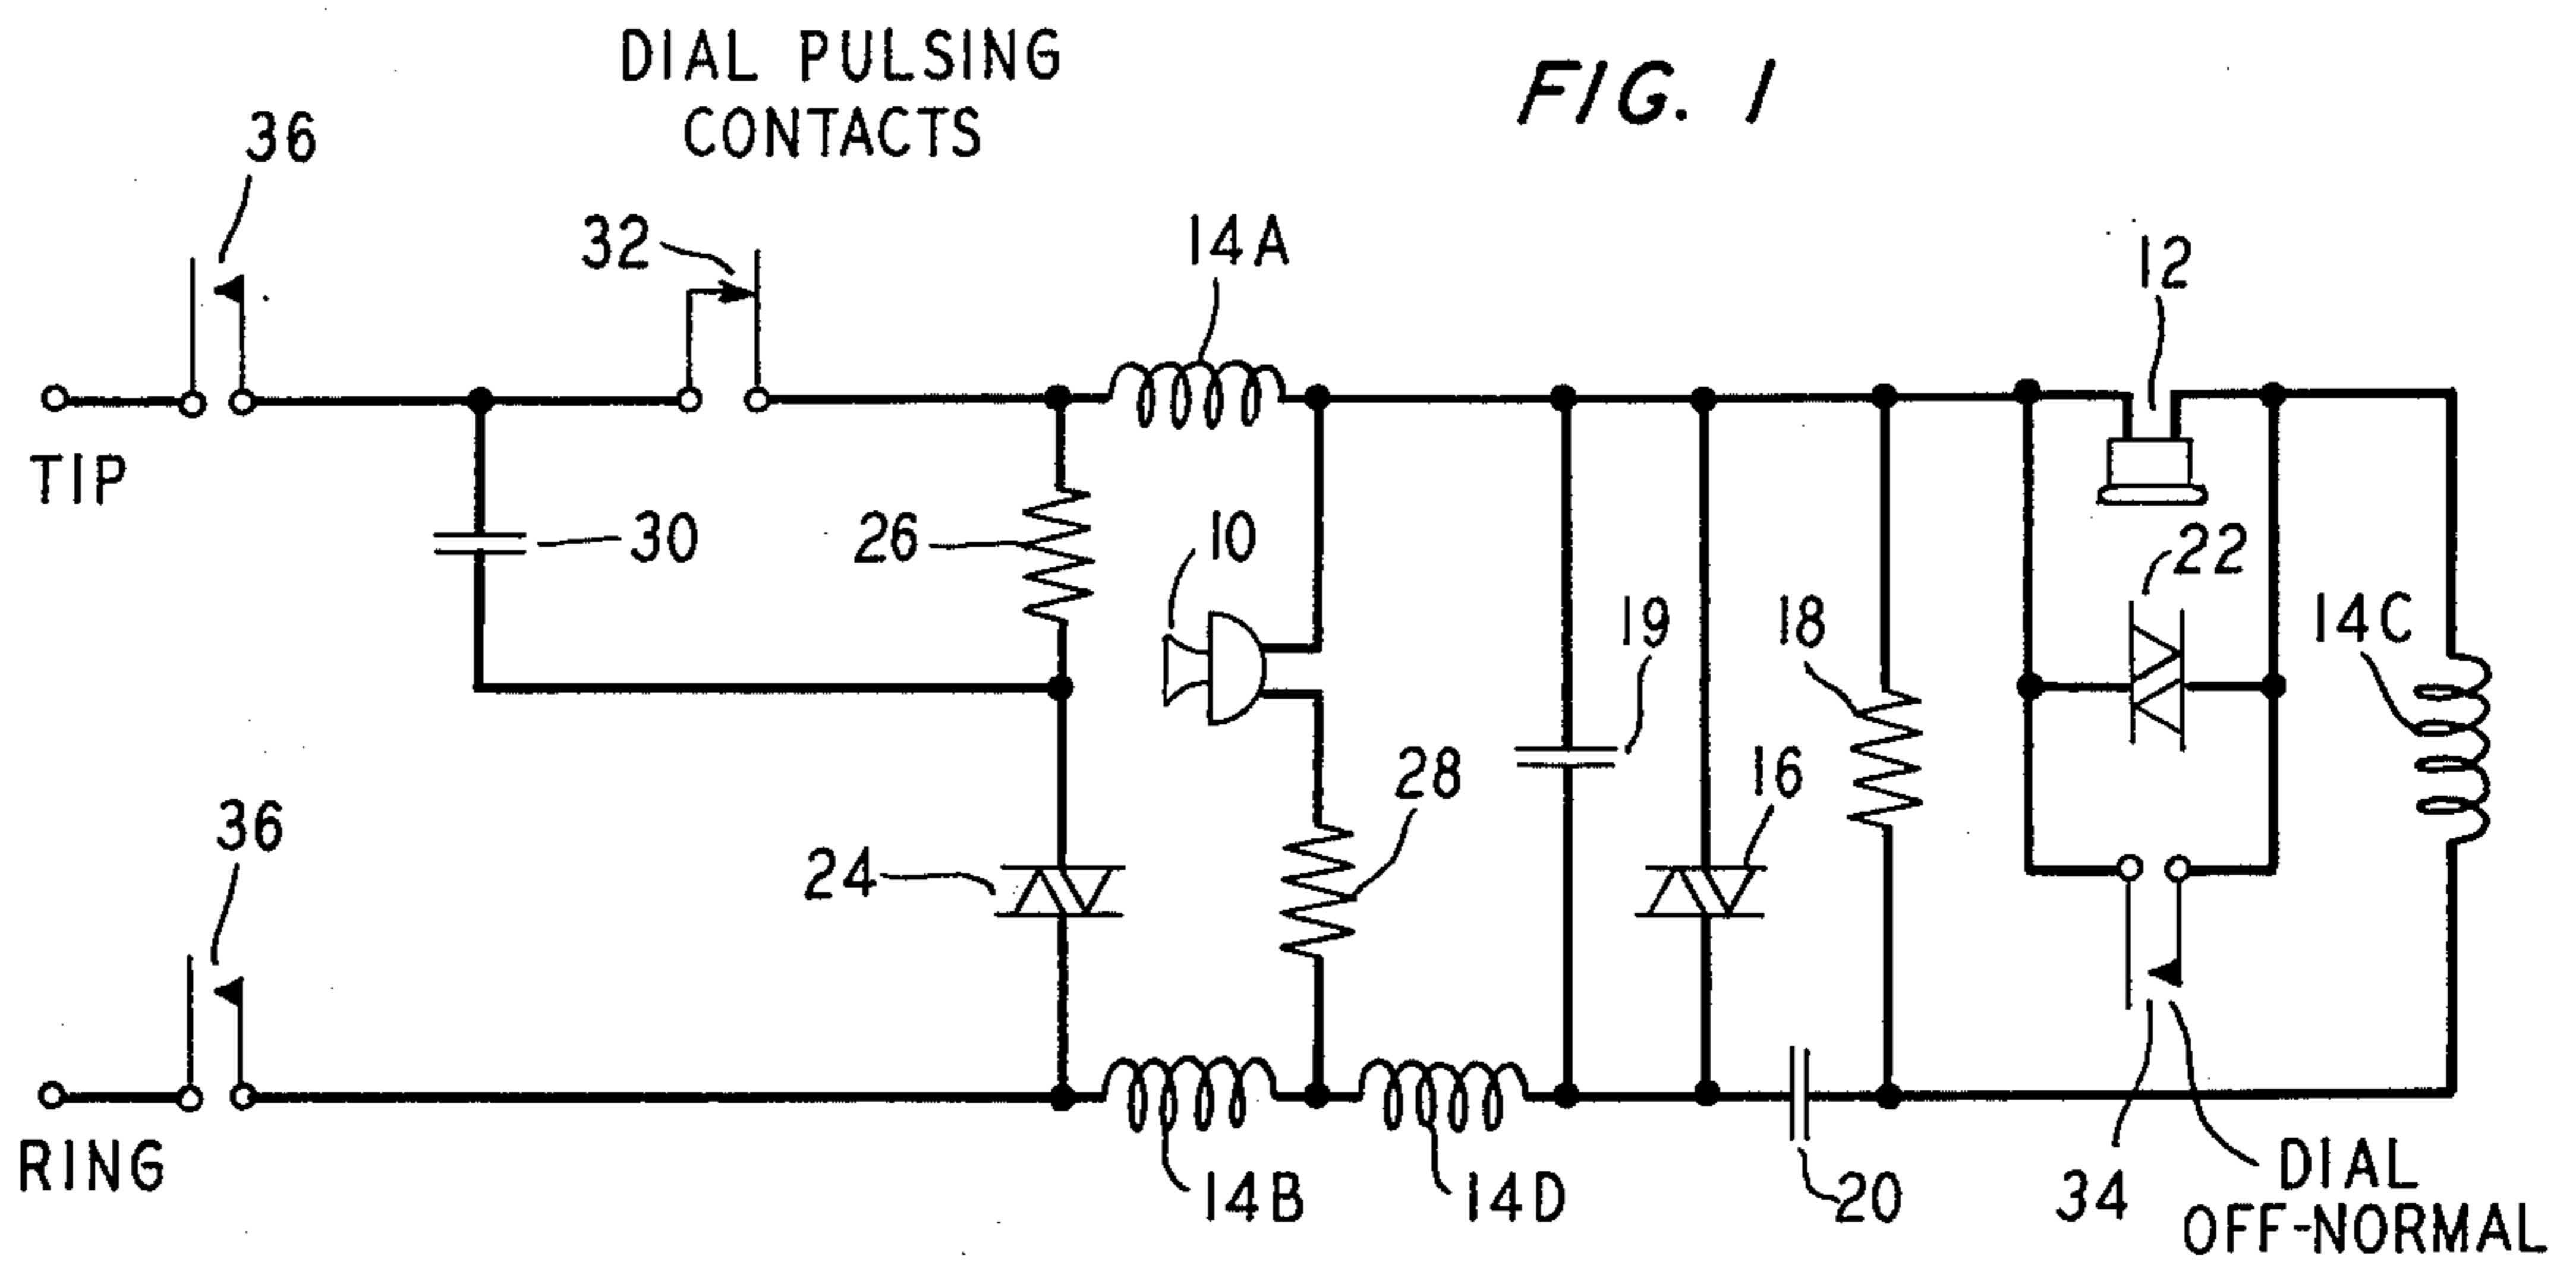 DIAL PULSING
CONTACTS
FIG. 1
36
32
14A
12
TIP
30
26
10
22
19
18
14C
28
16
36
24
RING
14B
14D
20
34
DIAL
OFF-NORMAL